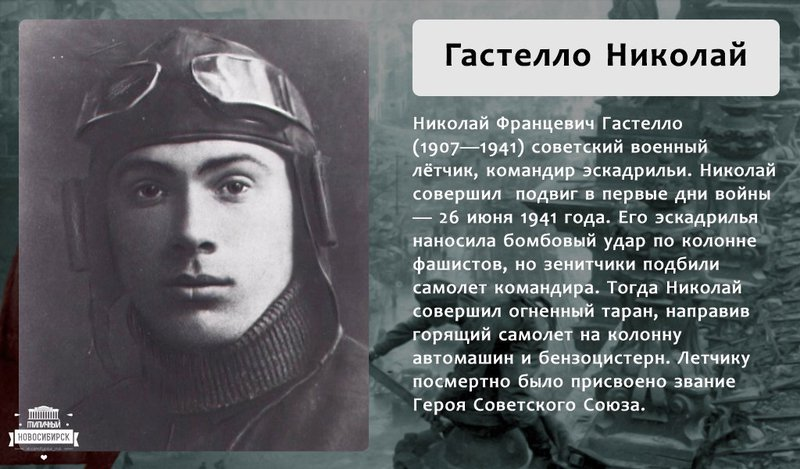 Гастелло Николай
Николай Францевич Гастелло
(1907—1941) советский военный
лётчик, командир эскадрильи. Николай
совершил подвиг в первые дни войны
— 26 июня 1941 года. Его эскадрилья
наносила бомбовый удар по колонне
фашистов, но зенитчики подбили
самолет командира. Тогда Николай
совершил огненный таран, направив
горящий самолет на колонну
автомашин и бензоцистерн. Летчику
посмертно было присвоено звание
Героя Советского Союза.
ТИПИЧНЫЙ
НОВОСИБИРСК